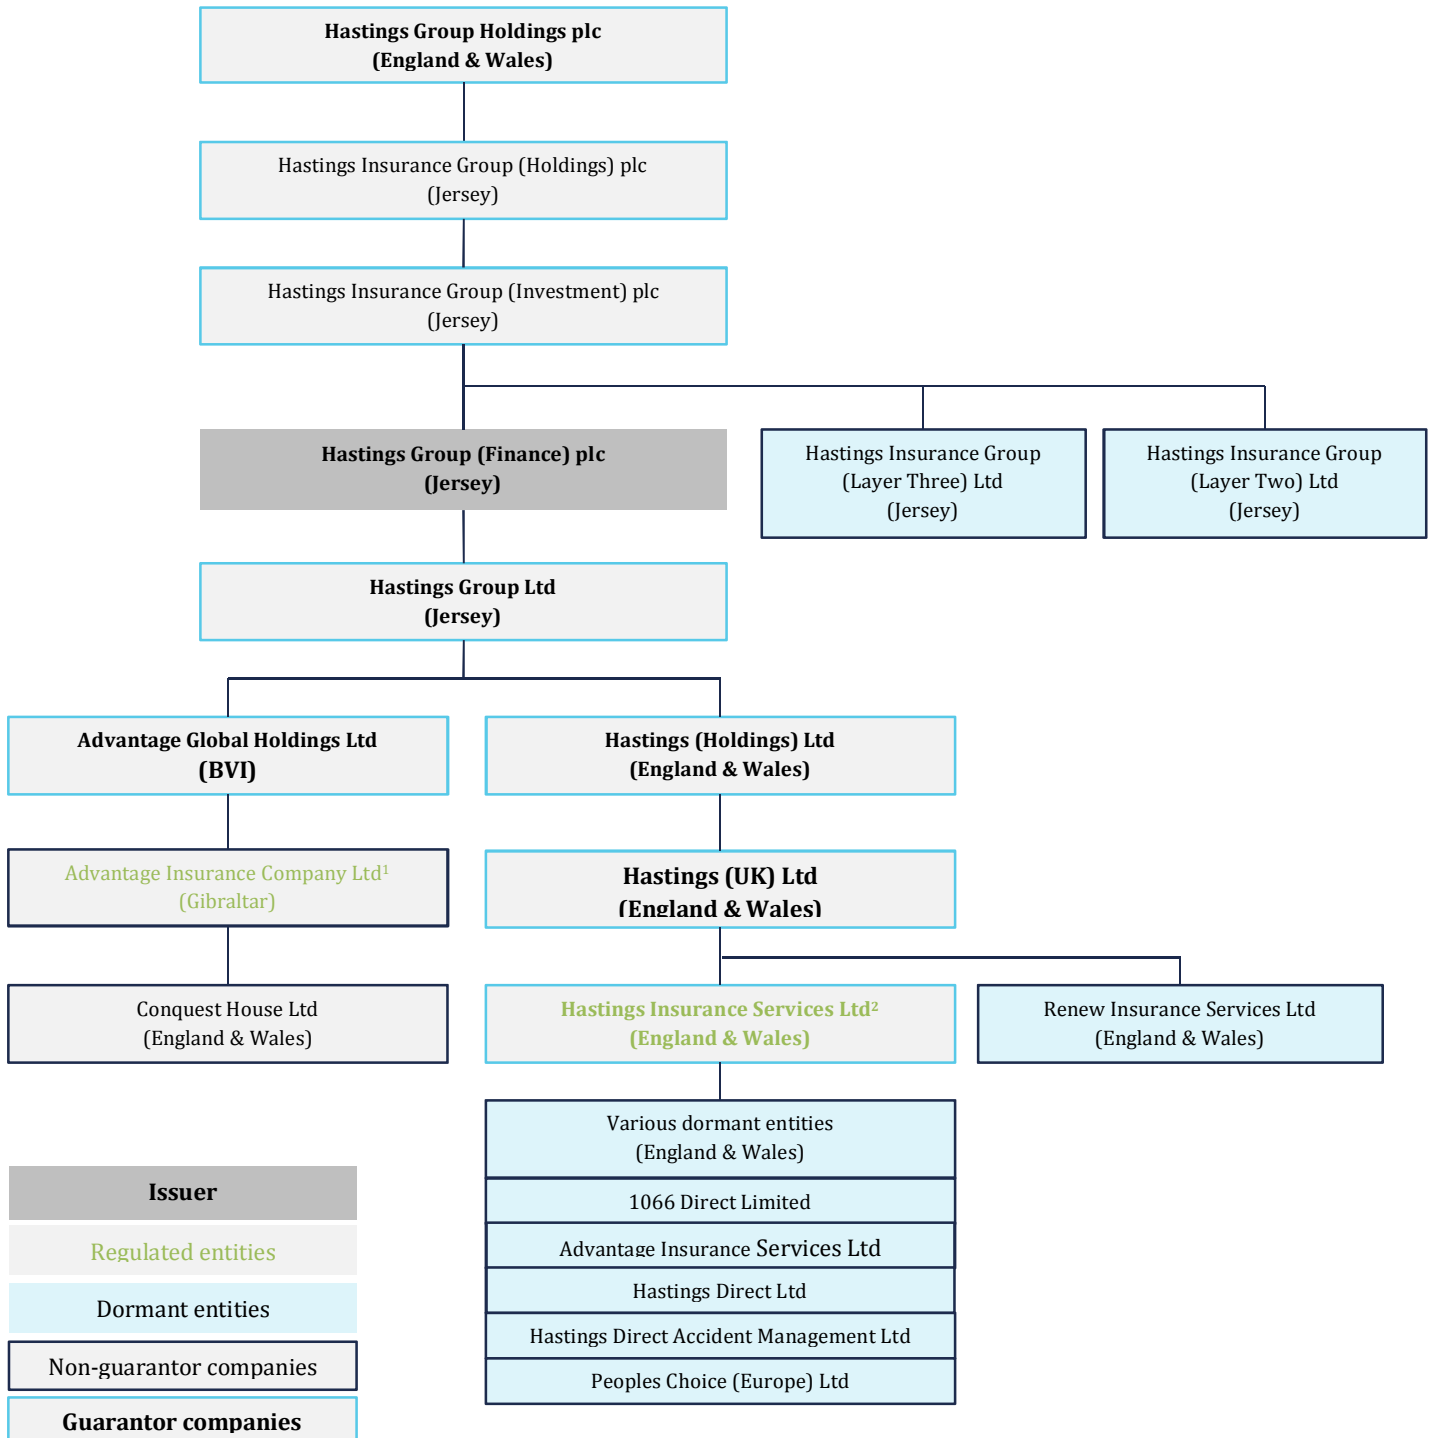 Hastings Group Holdings plc
(England & Wales)
Hastings Insurance Group (Holdings) plc
(Jersey)
Hastings Insurance Group (Investment) plc
(Jersey)
Hastings Group (Finance) plc
(Jersey)
Hastings Insurance Group
(Layer Three) Ltd
(Jersey)
Hastings Insurance Group
(Layer Two) Ltd
(Jersey)
Hastings Group Ltd
(Jersey)
Advantage Global Holdings Ltd
(BVI)
Hastings (Holdings) Ltd
(England & Wales)
Advantage Insurance Company Ltd¹
(Gibraltar)
Hastings (UK) Ltd
(England & Wales)
Conquest House Ltd
(England & Wales)
Hastings Insurance Services Ltd²
(England & Wales)
Renew Insurance Services Ltd
(England & Wales)
Various dormant entities
(England & Wales)
1066 Direct Limited
Advantage Insurance Services Ltd
Hastings Direct Ltd
Hastings Direct Accident Management Ltd
Peoples Choice (Europe) Ltd
Issuer
Regulated entities
Dormant entities
Non-guarantor companies
Guarantor companies